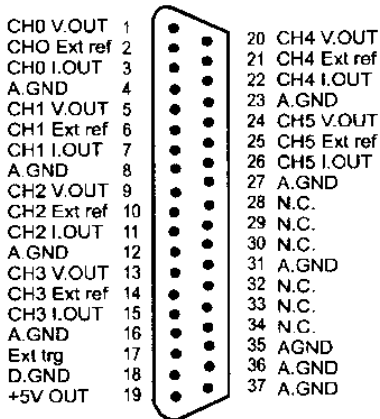 CH0 V.OUT 1
CHO Ext ref 2
CH0 I.OUT 3
A.GND 4
CH1 V.OUT 5
CH1 Ext ref 6
CH1 I.OUT 7
A.GND 8
CH2 V.OUT 9
CH2 Ext ref 10
CH2 I.OUT 11
A.GND 12
CH3 V.OUT 13
CH3 Ext ref 14
CH3 I.OUT 15
A.GND 16
Ext trg 17
D.GND 18
+5V OUT 19
20 CH4 V.OUT
21 CH4 Ext ref
22 CH4 I.OUT
23 A.GND
24 CH5 V.OUT
25 CH5 Ext ref
26 CH5 I.OUT
27 A.GND
28 N.C.
29 N.C.
30 N.C.
31 A.GND
32 N.C.
33 N.C.
34 N.C.
35 AGND
36 A.GND
37 A.GND